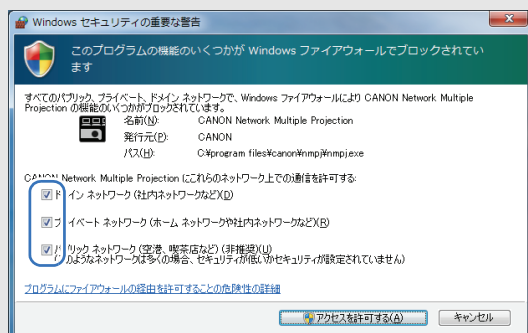 Windows セキュリティの重要な警告
このプログラムの機能のいくつかが Windows ファイアウォールでブロックされてい
ます
すべてのパブリック、プライベート、ドメイン ネットワークで、Windows ファイアウォールにより CANON Network Multiple
Projection の機能のいくつかがブロックされています。
名前(N): CANON Network Multiple Projection
発行元(P): CANON
パス(H): C:¥program files¥canon¥nmpj¥nmpj.exe
CANON Network Multiple Projection にこれらのネットワーク上での通信を許可する:
ドメイン ネットワーク (社内ネットワークなど)(D)
プライベート ネットワーク (ホーム ネットワークや社内ネットワークなど)(R)
パブリック ネットワーク (空港、喫茶店など) (非推奨)(U)
(このようなネットワークは多くの場合、セキュリティが低いかセキュリティが設定されていません)
プログラムにファイアウォールの経由を許可することの危険性の詳細
アクセスを許可する(A) キャンセル